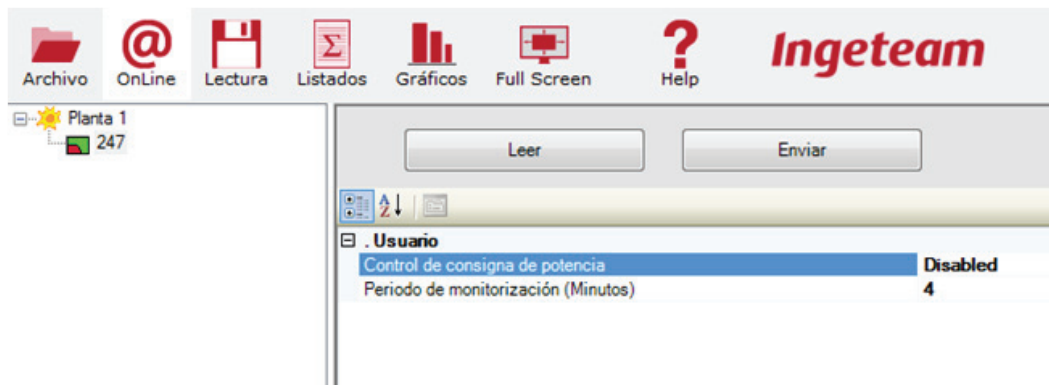 Archivo OnLine Lectura Listados Gráficos Full Screen Help Ingeteam
Planta 1
247
Leer Enviar
. Usuario
Control de consigna de potencia Disabled
Periodo de monitorización (Minutos) 4